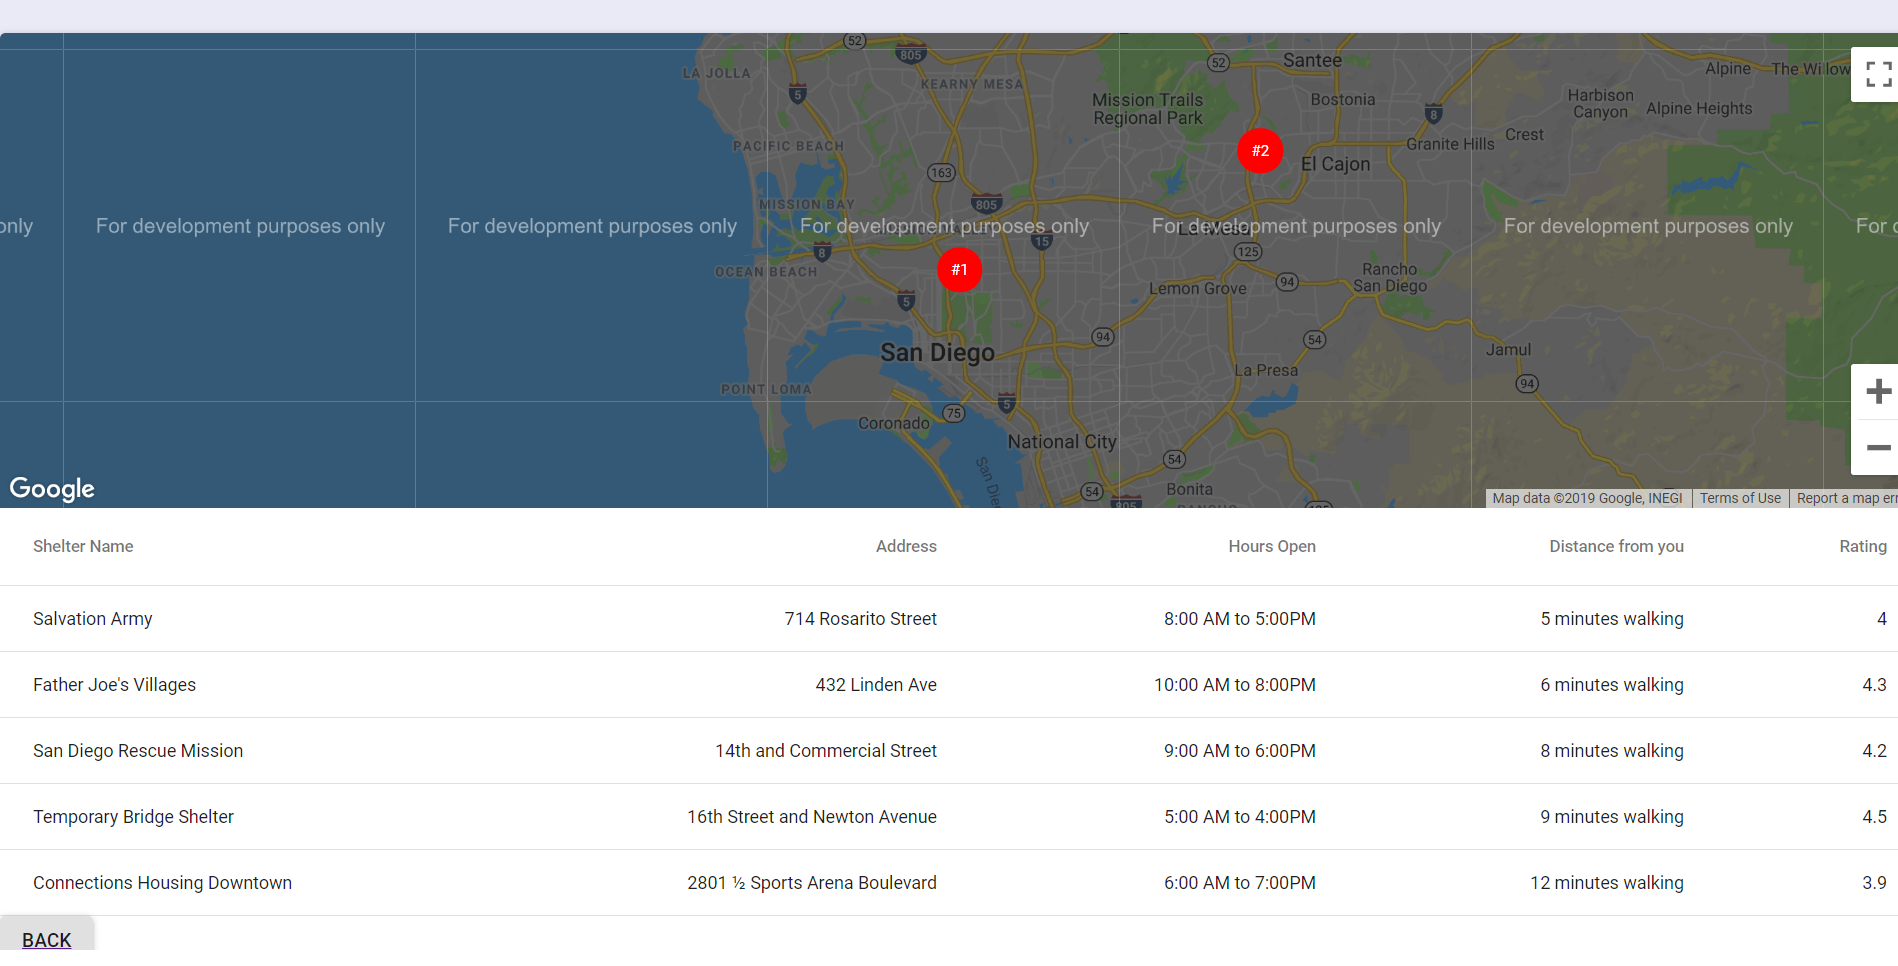 52
805
LA JOLLA
KEARNY MESA
5
52
Santee
Alpine
The Willow
Mission Trails
Regional Park
Bostonia
Harbison
Canyon
Alpine Heights
8
Crest
PACIFIC BEACH
#2
El Cajon
Granite Hills
163
MISSION BAY
805
only
For development purposes only
For development purposes only
For development purposes only
For development purposes only
For development purposes only
For
La Mesa
15
8
125
OCEAN BEACH
#1
Rancho
San Diego
94
Lemon Grove
5
94
54
San Diego
Jamul
La Presa
POINT LOMA
94
5
75
Coronado
National City
54
San Die
54
Bonita
805
Google
Map data ©2019 Google, INEGI
Terms of Use
Report a map err
Shelter Name Address Hours Open Distance from you Rating
Salvation Army 714 Rosarito Street 8:00 AM to 5:00PM 5 minutes walking 4
Father Joe's Villages 432 Linden Ave 10:00 AM to 8:00PM 6 minutes walking 4.3
San Diego Rescue Mission 14th and Commercial Street 9:00 AM to 6:00PM 8 minutes walking 4.2
Temporary Bridge Shelter 16th Street and Newton Avenue 5:00 AM to 4:00PM 9 minutes walking 4.5
Connections Housing Downtown 2801 ½ Sports Arena Boulevard 6:00 AM to 7:00PM 12 minutes walking 3.9
BACK